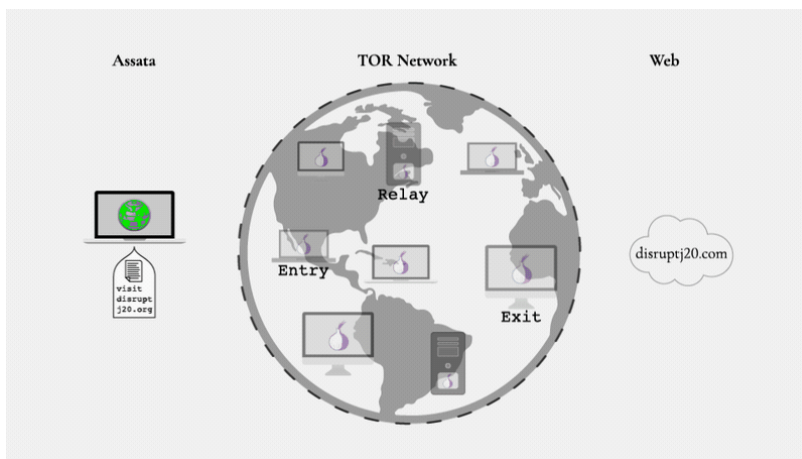 Assata
TOR Network
Web
Relay
Entry
Exit
visit
disrupt
j20.org
disruptj20.com